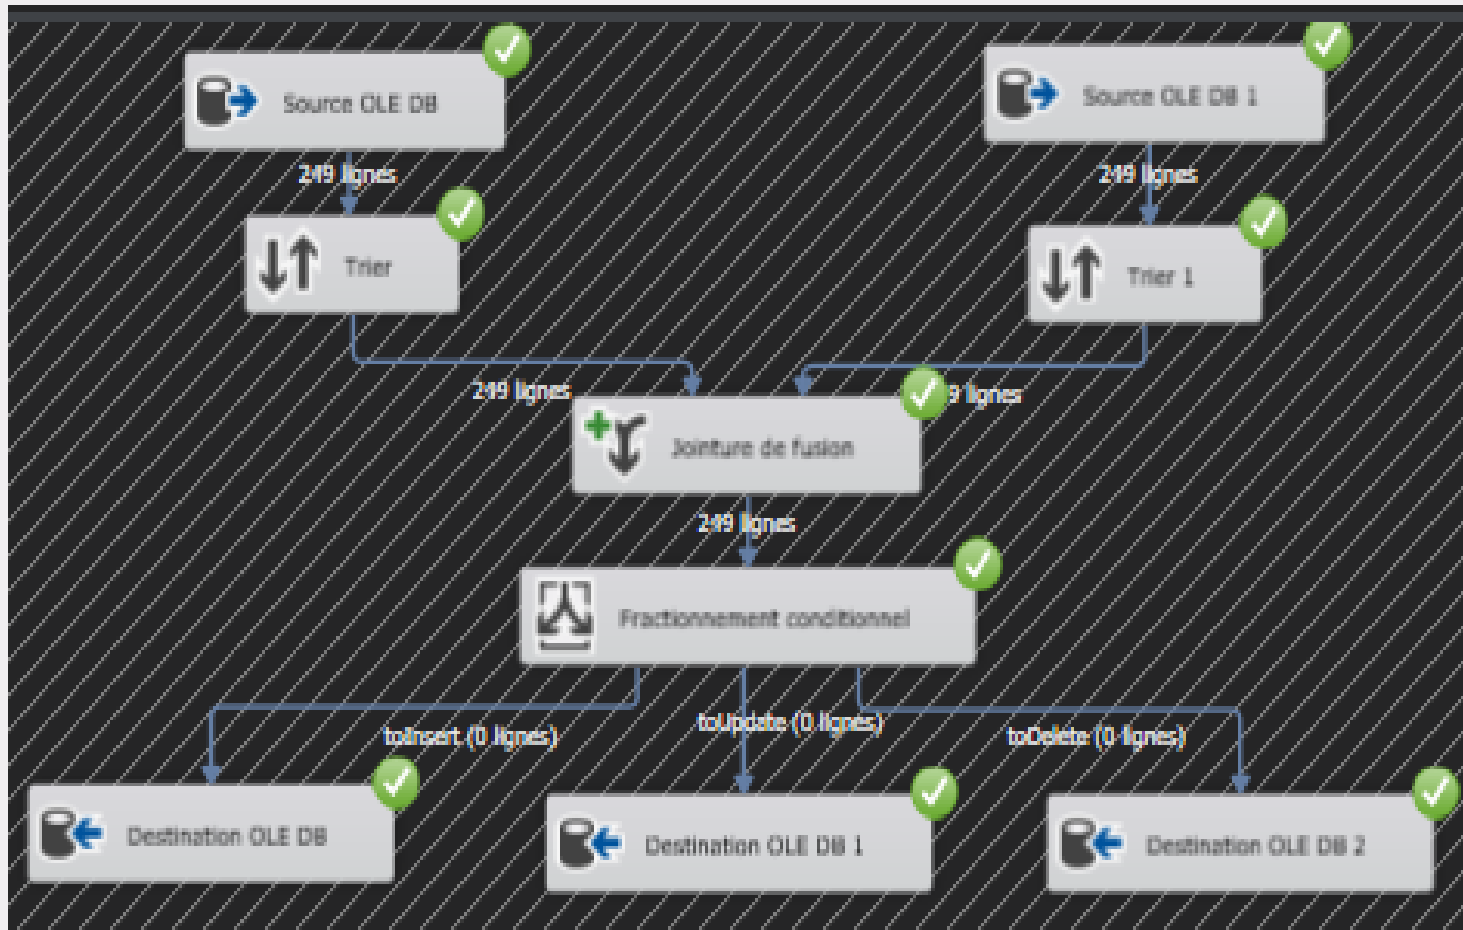 Source OLE DB
Source OLE DB 1
249 lignes
249 lignes
Trier
Trier 1
249 lignes
9 lignes
Jointure de fusion
249 lignes
Fractionnement conditionnel
toInsert (0 lignes)
toUpdate (0 lignes)
toDelete (0 lignes)
Destination OLE DB
Destination OLE DB 1
Destination OLE DB 2